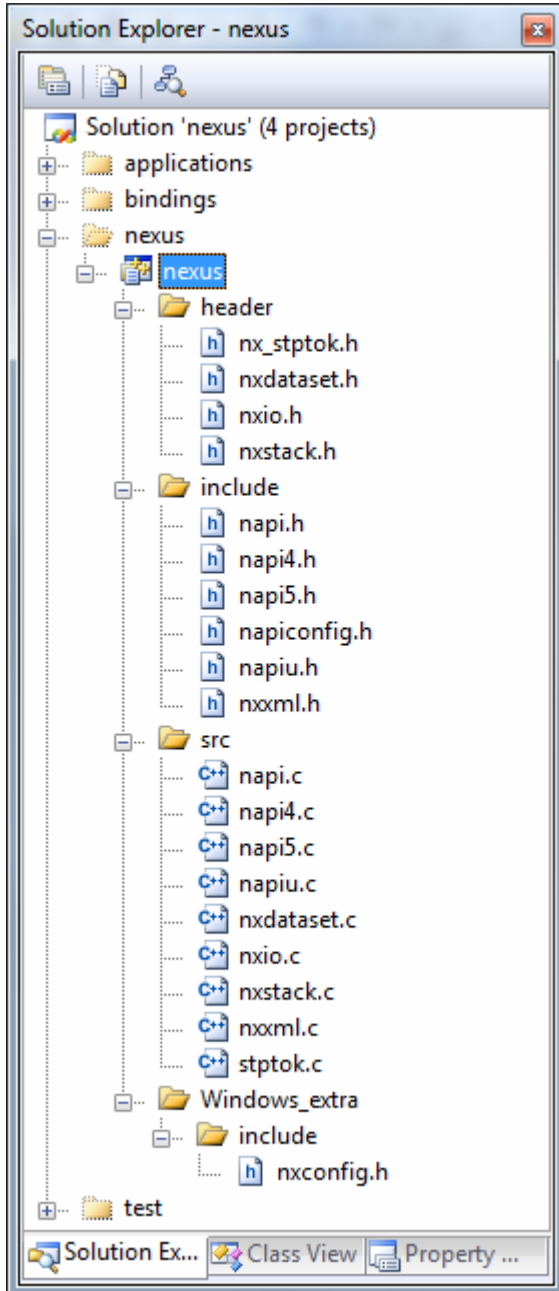 Solution Explorer - nexus
Solution 'nexus' (4 projects)
applications
bindings
nexus
nexus
header
nx_stptok.h
nxdataset.h
nxio.h
nxstack.h
include
napi.h
napi4.h
napi5.h
napiconfig.h
napiu.h
nxxml.h
src
napi.c
napi4.c
napi5.c
napiu.c
nxdataset.c
nxio.c
nxstack.c
nxxml.c
stptok.c
Windows_extra
include
nxconfig.h
test
Solution Ex... Class View Property ...